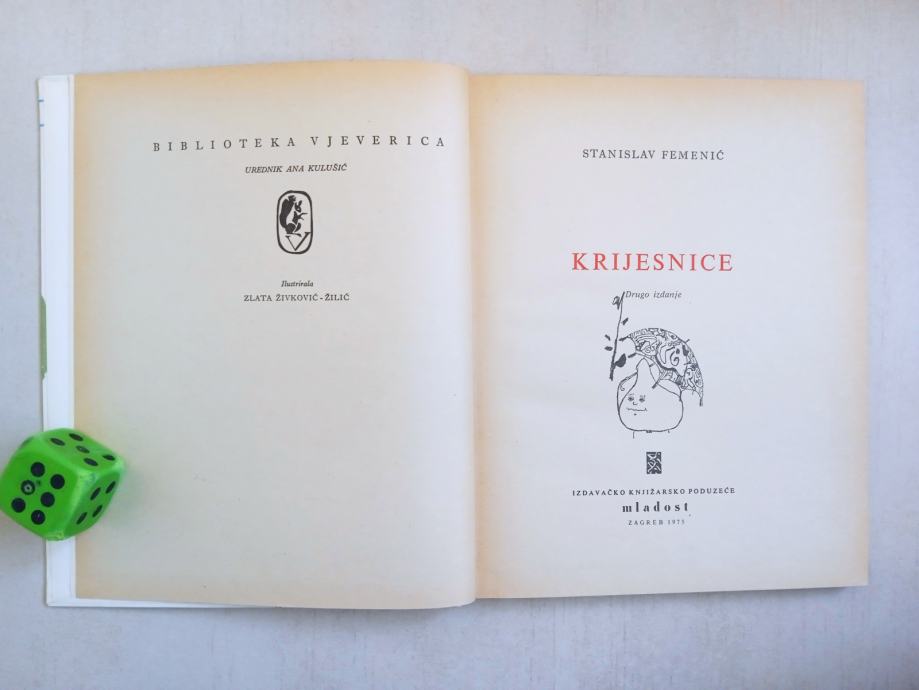 BIBLIOTEKA VJEVERICA
UREDNIK ANA KULUŠIĆ
V
Ilustrirala
ZLATA ŽIVKOVIĆ-ŽILIĆ
STANISLAV FEMENIĆ
KRIJESNICE
Drugo izdanje
IZDAVAČKO KNJIŽARSKO PODUZEĆE
mladost
ZAGREB 1975